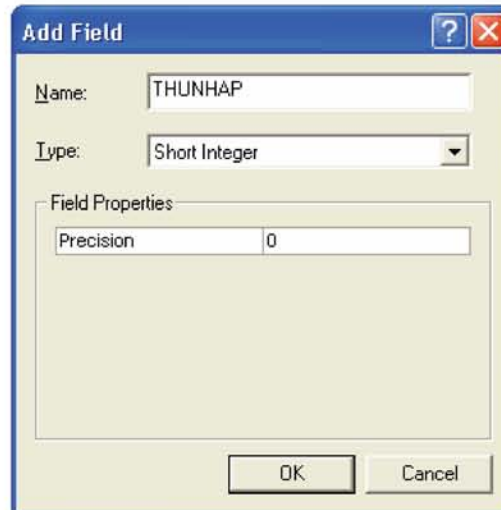 Add Field
Name: THUNHAP
Type: Short Integer
Field Properties
Precision 0
OK Cancel